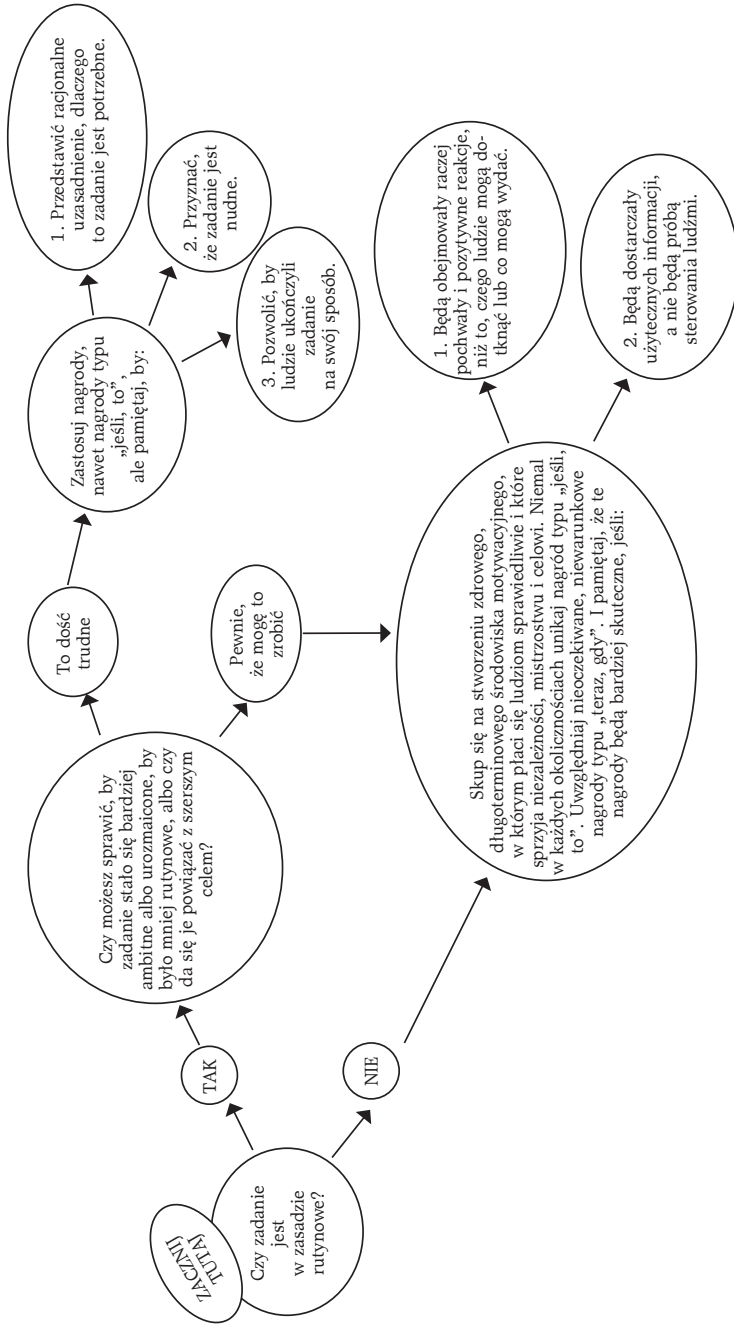 ZACZNIJ
TUTAJ
Czy zadanie
jest
w zasadzie
rutynowe?
TAK
NIE
Czy możesz sprawić, by
zadanie stało się bardziej
ambitne albo urozmaicone, by
było mniej rutynowe, albo czy
da się je powiązać z szerszym
celem?
To dość
trudne
Pewnie,
że mogę to
zrobić
Zastosuj nagrody,
nawet nagrody typu
„jeśli, to”,
ale pamiętaj, by:
1. Przedstawić racjonalne
uzasadnienie, dlaczego
to zadanie jest potrzebne.
2. Przyznać,
że zadanie jest
nudne.
3. Pozwolić, by
ludzie ukończyli
zadanie
na swój sposób.
Skup się na stworzeniu zdrowego,
długoterminowego środowiska motywacyjnego,
w którym płaci się ludziom sprawiedliwie i które
sprzyja niezależności, mistrzostwu i celowi. Niemal
w każdych okolicznościach unikaj nagród typu „jeśli,
to”. Uwzględniaj nieoczekiwane, niewarunkowe
nagrody typu „teraz, gdy”. I pamiętaj, że te
nagrody będą bardziej skuteczne, jeśli:
1. Będą obejmowały raczej
pochwały i pozytywne reakcje,
niż to, czego ludzie mogą do-
tknąć lub co mogą wydać.
2. Będą dostarczały
użytecznych informacji,
a nie będą próbą
sterowania ludźmi.